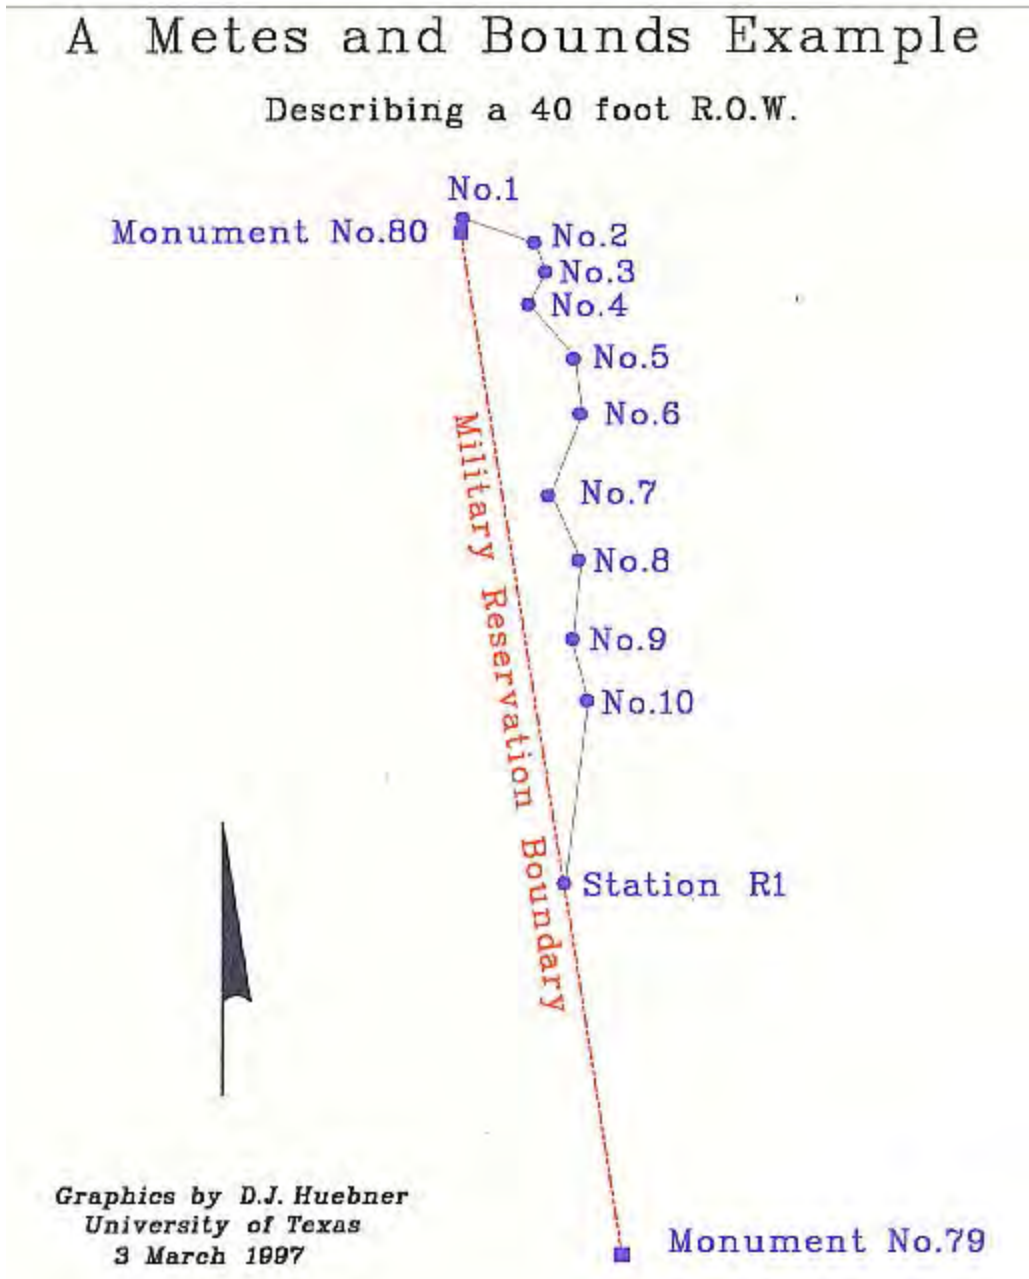 A Metes and Bounds Example
Describing a 40 foot R.O.W.
No.1
Monument No.80
No.2
No.3
No.4
No.5
No.6
Military Reservation Boundary
No.7
No.8
No.9
No.10
Station R1
Graphics by D.J. Huebner
University of Texas
3 March 1997
Monument No.79